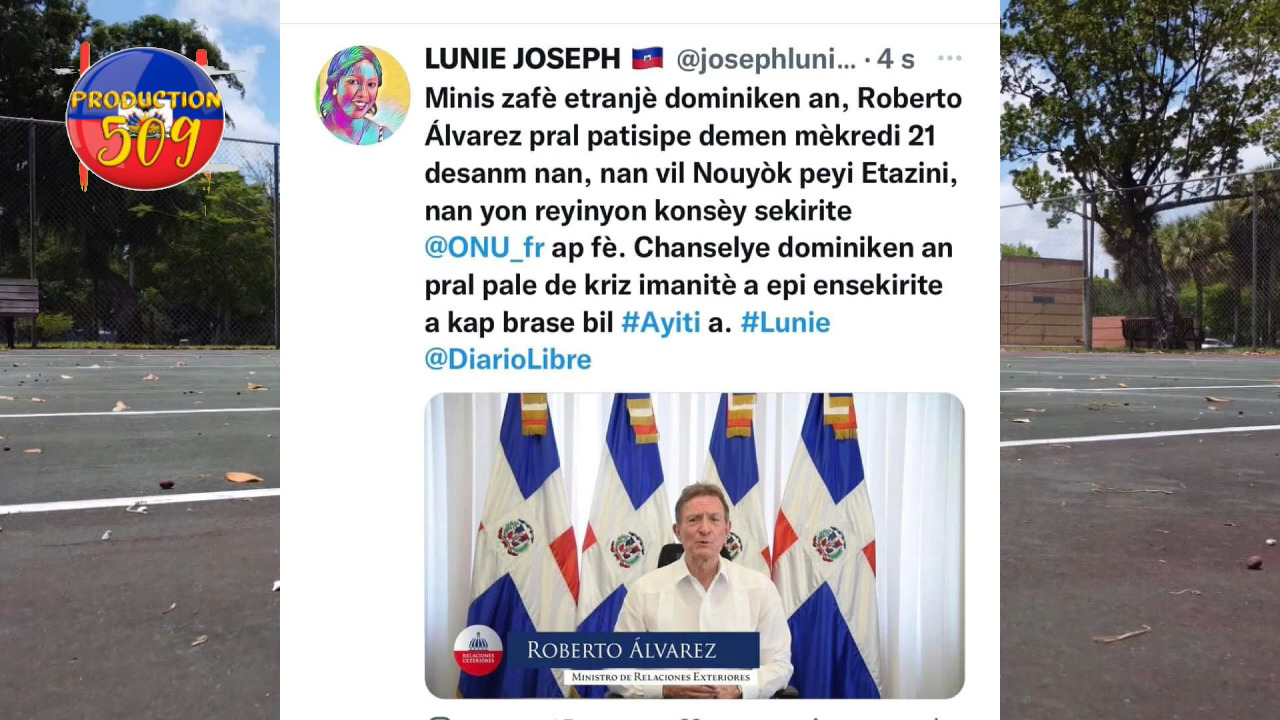 PRODUCTION
509
LUNIE JOSEPH 🇭🇹 @josephluni... · 4 s ...
Minis zafè etranjè dominiken an, Roberto
Álvarez pral patisipe demen mèkredi 21
desanm nan, nan vil Nouyòk peyi Etazini,
nan yon reyinyon konsèy sekirite
@ONU_fr ap fè. Chanselye dominiken an
pral pale de kriz imanitè a epi ensekirite
a kap brase bil #Ayiti a. #Lunie
@DiarioLibre
RELACIONES
EXTERIORES
ROBERTO ÁLVAREZ
MINISTRO DE RELACIONES EXTERIORES